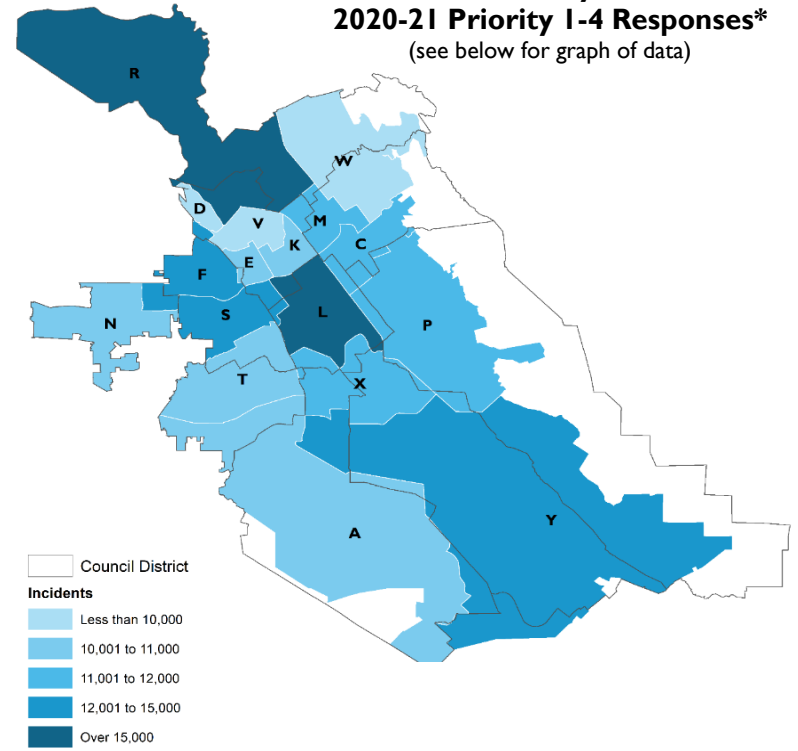 2020-21 Priority 1-4 Responses*
(see below for graph of data)
R
W
D
V
M
K
C
E
F
N
S
L
P
T
X
A
Y
Council District
Incidents
Less than 10,000
10,001 to 11,000
11,001 to 12,000
12,001 to 15,000
Over 15,000